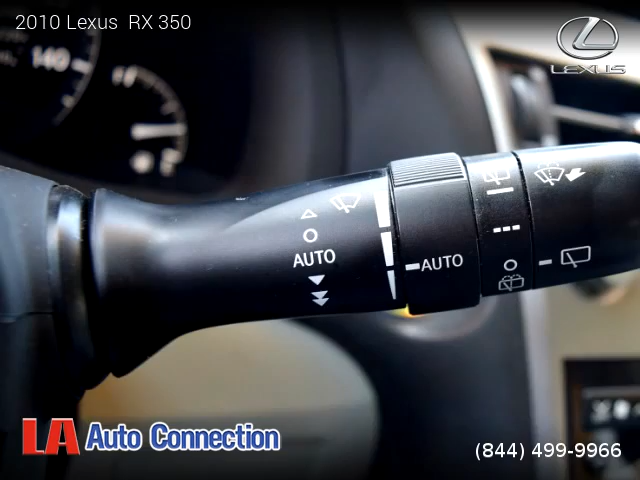 2010 Lexus RX 350
LEXUS
140
AUTO
AUTO
LA Auto Connection
(844) 499-9966